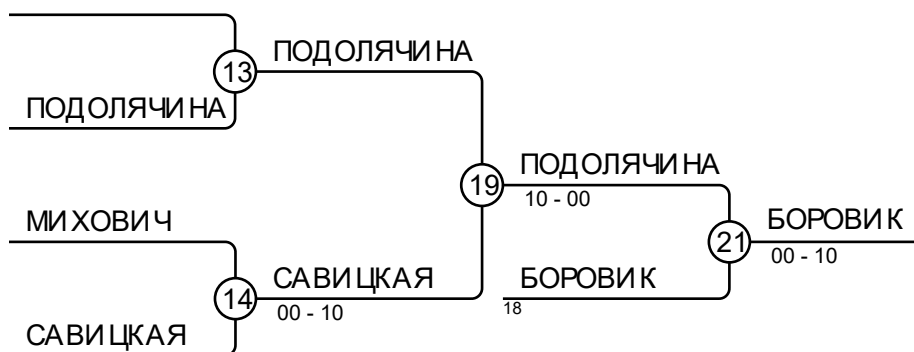 ПОДОЛЯЧИНА
13
ПОДОЛЯЧИНА
ПОДОЛЯЧИНА
19
10 - 00
МИХОВИЧ
БОРОВИК
21
00 - 10
САВИЦКАЯ
БОРОВИК
14
00 - 10
18
САВИЦКАЯ